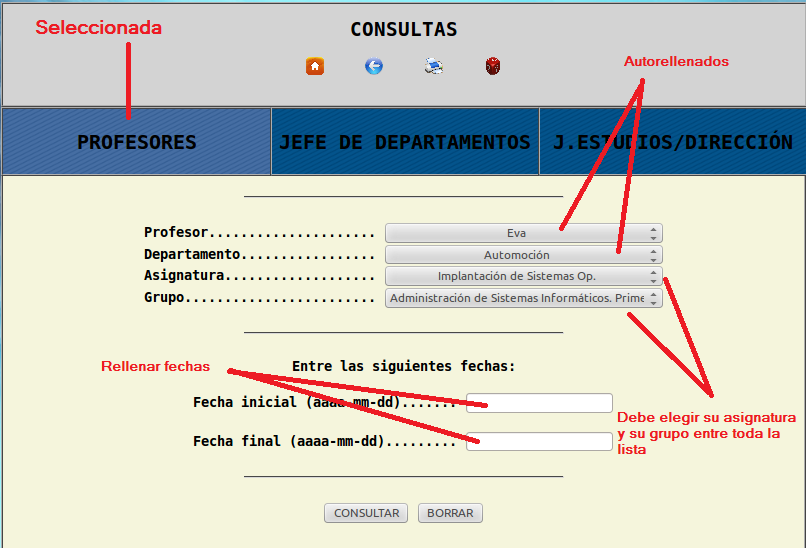 Seleccionada
CONSULTAS
Autorellenados
PROFESORES
JEFE DE DEPARTAMENTOS
J.ESTUDIOS/DIRECCIÓN
Profesor..................... Eva
Departamento................. Automoción
Asignatura................... Implantación de Sistemas Op.
Grupo........................ Administración de Sistemas Informáticos. Prime
Rellenar fechas
Entre las siguientes fechas:
Fecha inicial (aaaa-mm-dd).......
Fecha final (aaaa-mm-dd).........
Debe elegir su asignatura
y su grupo entre toda la
lista
CONSULTAR
BORRAR